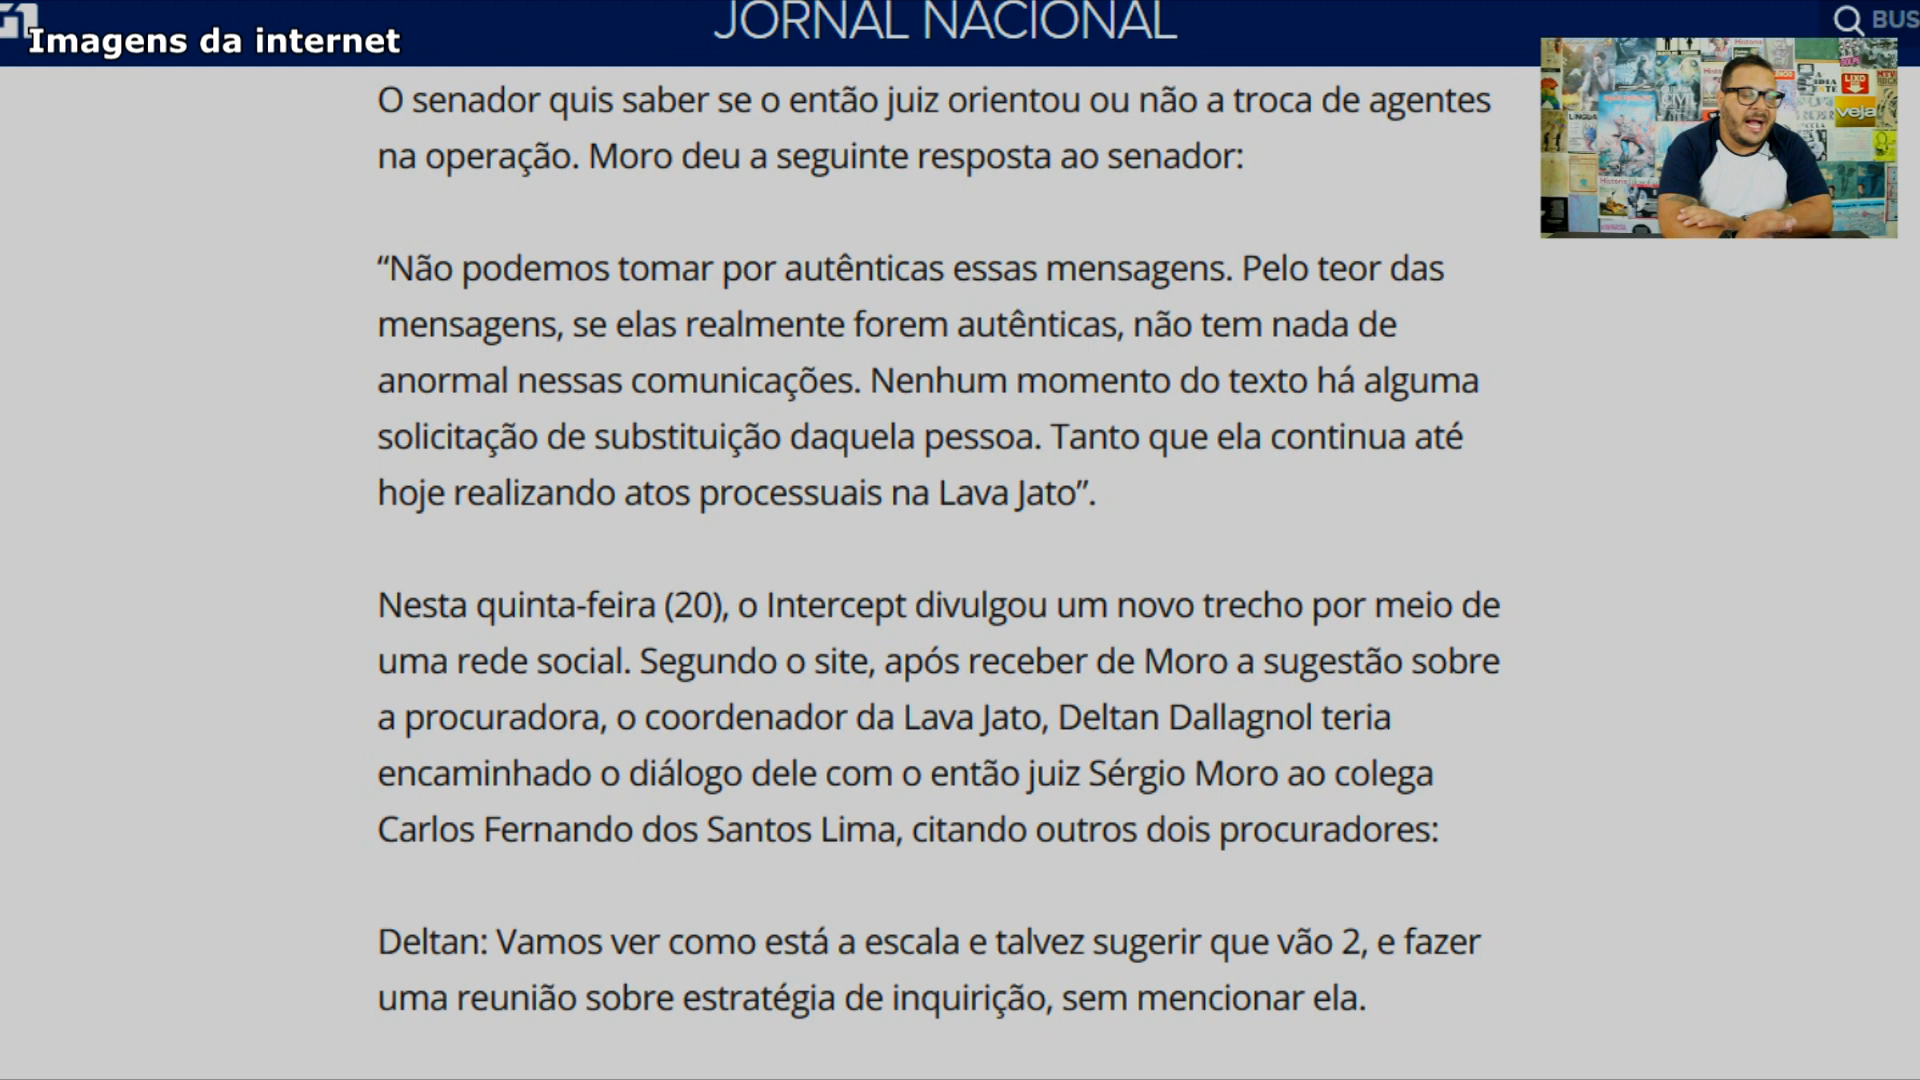 JORNAL NACIONAL
BUS
Imagens da internet
O senador quis saber se o então juiz orientou ou não a troca de agentes
na operação. Moro deu a seguinte resposta ao senador:
“Não podemos tomar por autênticas essas mensagens. Pelo teor das
mensagens, se elas realmente forem autênticas, não tem nada de
anormal nessas comunicações. Nenhum momento do texto há alguma
solicitação de substituição daquela pessoa. Tanto que ela continua até
hoje realizando atos processuais na Lava Jato”.
Nesta quinta-feira (20), o Intercept divulgou um novo trecho por meio de
uma rede social. Segundo o site, após receber de Moro a sugestão sobre
a procuradora, o coordenador da Lava Jato, Deltan Dallagnol teria
encaminhado o diálogo dele com o então juiz Sérgio Moro ao colega
Carlos Fernando dos Santos Lima, citando outros dois procuradores:
Deltan: Vamos ver como está a escala e talvez sugerir que vão 2, e fazer
uma reunião sobre estratégia de inquirição, sem mencionar ela.
LIXO
veja